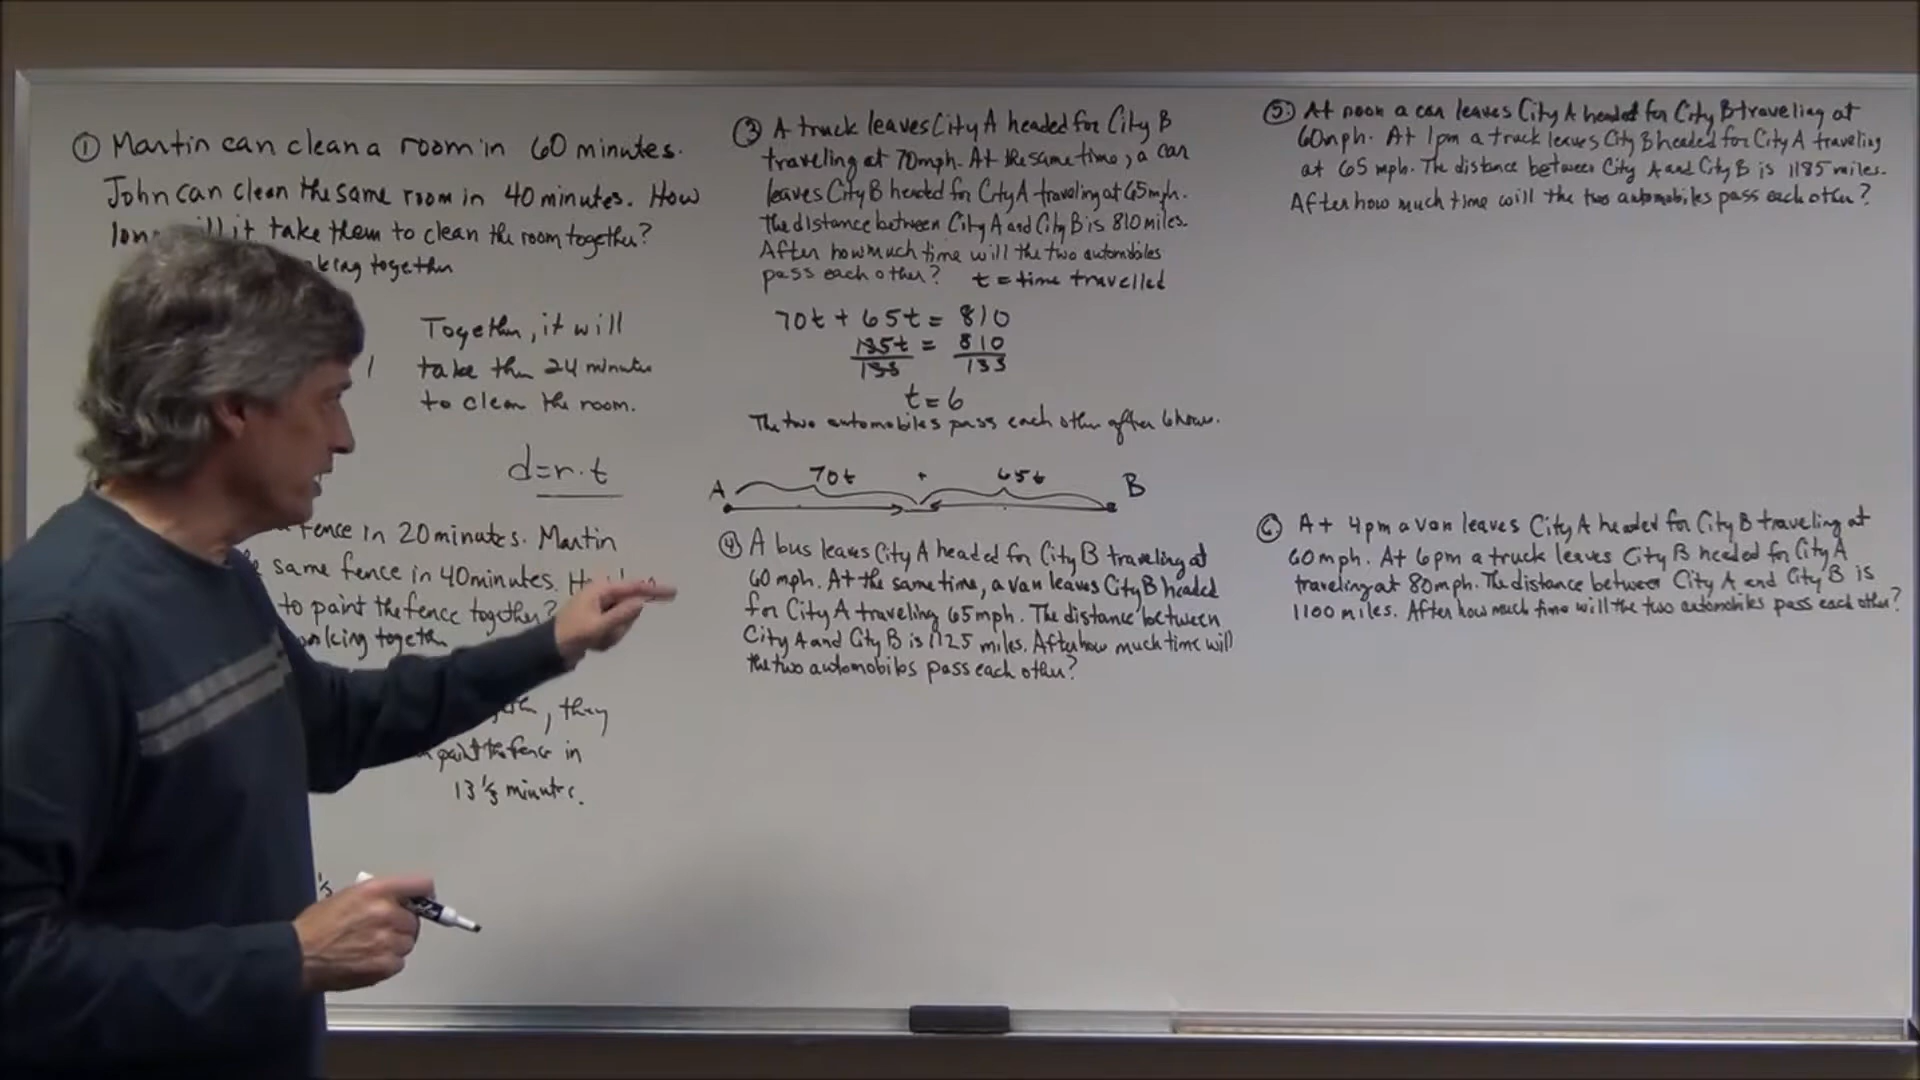 ① Martin can clean a room in 60 minutes.
John can clean the same room in 40 minutes. How
it take them to clean the room together?
together
Together, it will
take them 24 minutes
to clean the room.
d=r·t
fence in 20 minutes. Martin
same fence in 40 minutes.
to paint the fence together?
they
paint the fence in
13 1/3 minutes.
1/3
③ A truck leaves City A headed for City B
traveling at 70mph. At the same time, a car
leaves City B headed for City A traveling at 65mph.
The distance between City A and City B is 810 miles.
After how much time will the two automobiles
pass each other? t = time travelled
70t + 65t = 810
135t = 810
135 135
t = 6
The two automobiles pass each other after 6 hours.
A 70t + 65t B
④ A bus leaves City A headed for City B traveling at
60 mph. At the same time, a van leaves City B headed
for City A traveling 65 mph. The distance between
City A and City B is 1125 miles. After how much time will
the two automobiles pass each other?
⑤ At noon a car leaves City A headed for City B traveling at
60mph. At 1pm a truck leaves City B headed for City A traveling
at 65 mph. The distance between City A and City B is 1185 miles.
After how much time will the two automobiles pass each other?
⑥ At 4pm a van leaves City A headed for City B traveling at
60mph. At 6pm a truck leaves City B headed for City A
traveling at 80mph. The distance between City A and City B is
1100 miles. After how much time will the two automobiles pass each other?